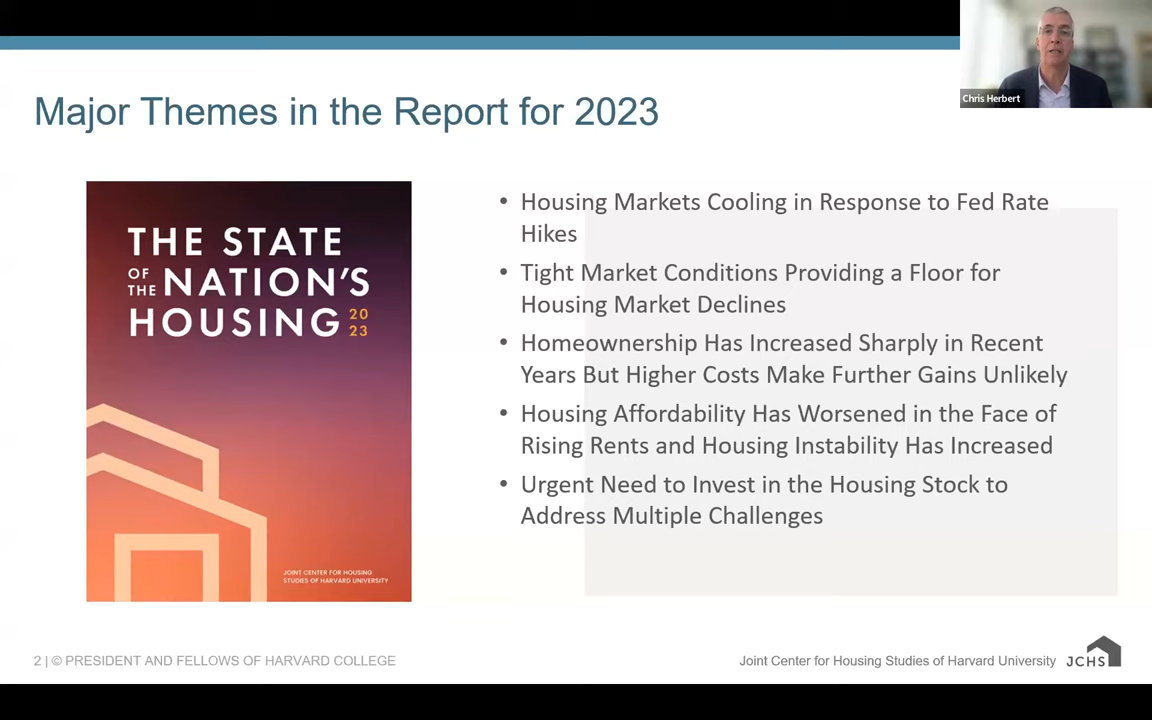 Chris Herbert
Major Themes in the Report for 2023
THE STATE
OF THE NATION'S
HOUSING 20 23
JOINT CENTER FOR HOUSING
STUDIES OF HARVARD UNIVERSITY
• Housing Markets Cooling in Response to Fed Rate
Hikes
• Tight Market Conditions Providing a Floor for
Housing Market Declines
• Homeownership Has Increased Sharply in Recent
Years But Higher Costs Make Further Gains Unlikely
• Housing Affordability Has Worsened in the Face of
Rising Rents and Housing Instability Has Increased
• Urgent Need to Invest in the Housing Stock to
Address Multiple Challenges
2 | © PRESIDENT AND FELLOWS OF HARVARD COLLEGE
Joint Center for Housing Studies of Harvard University JCHS